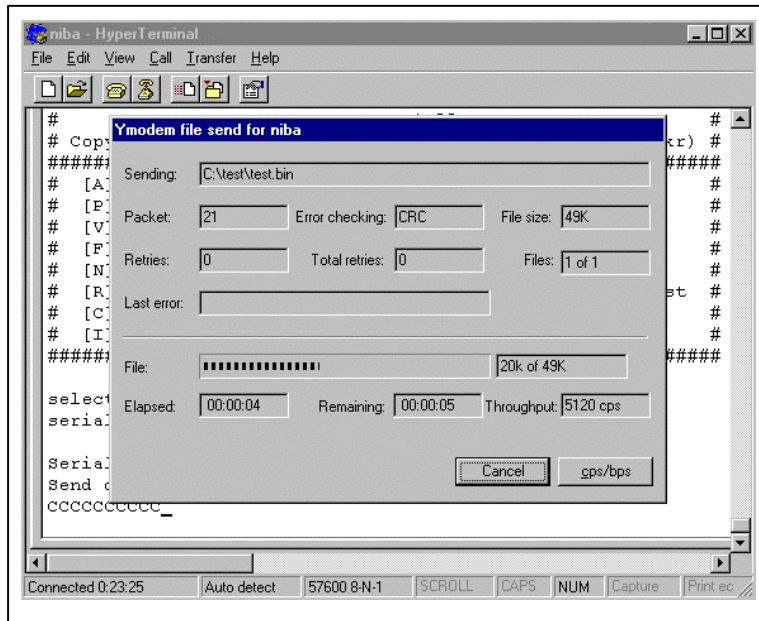 niba - HyperTerminal
File Edit View Call Transfer Help
# #
# Copy kr) #
###### #####
# [A] #
# [P] #
# [V] #
# [F] #
# [N] #
# [R] st #
# [C] #
# [I] #
###### #####
select
serial
Serial
Send
CCCCCCCCCC_
Ymodem file send for niba
Sending: C:\test\test.bin
Packet: 21 Error checking: CRC File size: 49K
Retries: 0 Total retries: 0 Files: 1 of 1
Last error:
File: 20k of 49K
Elapsed: 00:00:04 Remaining: 00:00:05 Throughput: 5120 cps
Cancel cps/bps
Connected 0:23:25 Auto detect 57600 8-N-1 SCROLL CAPS NUM Capture Print ec